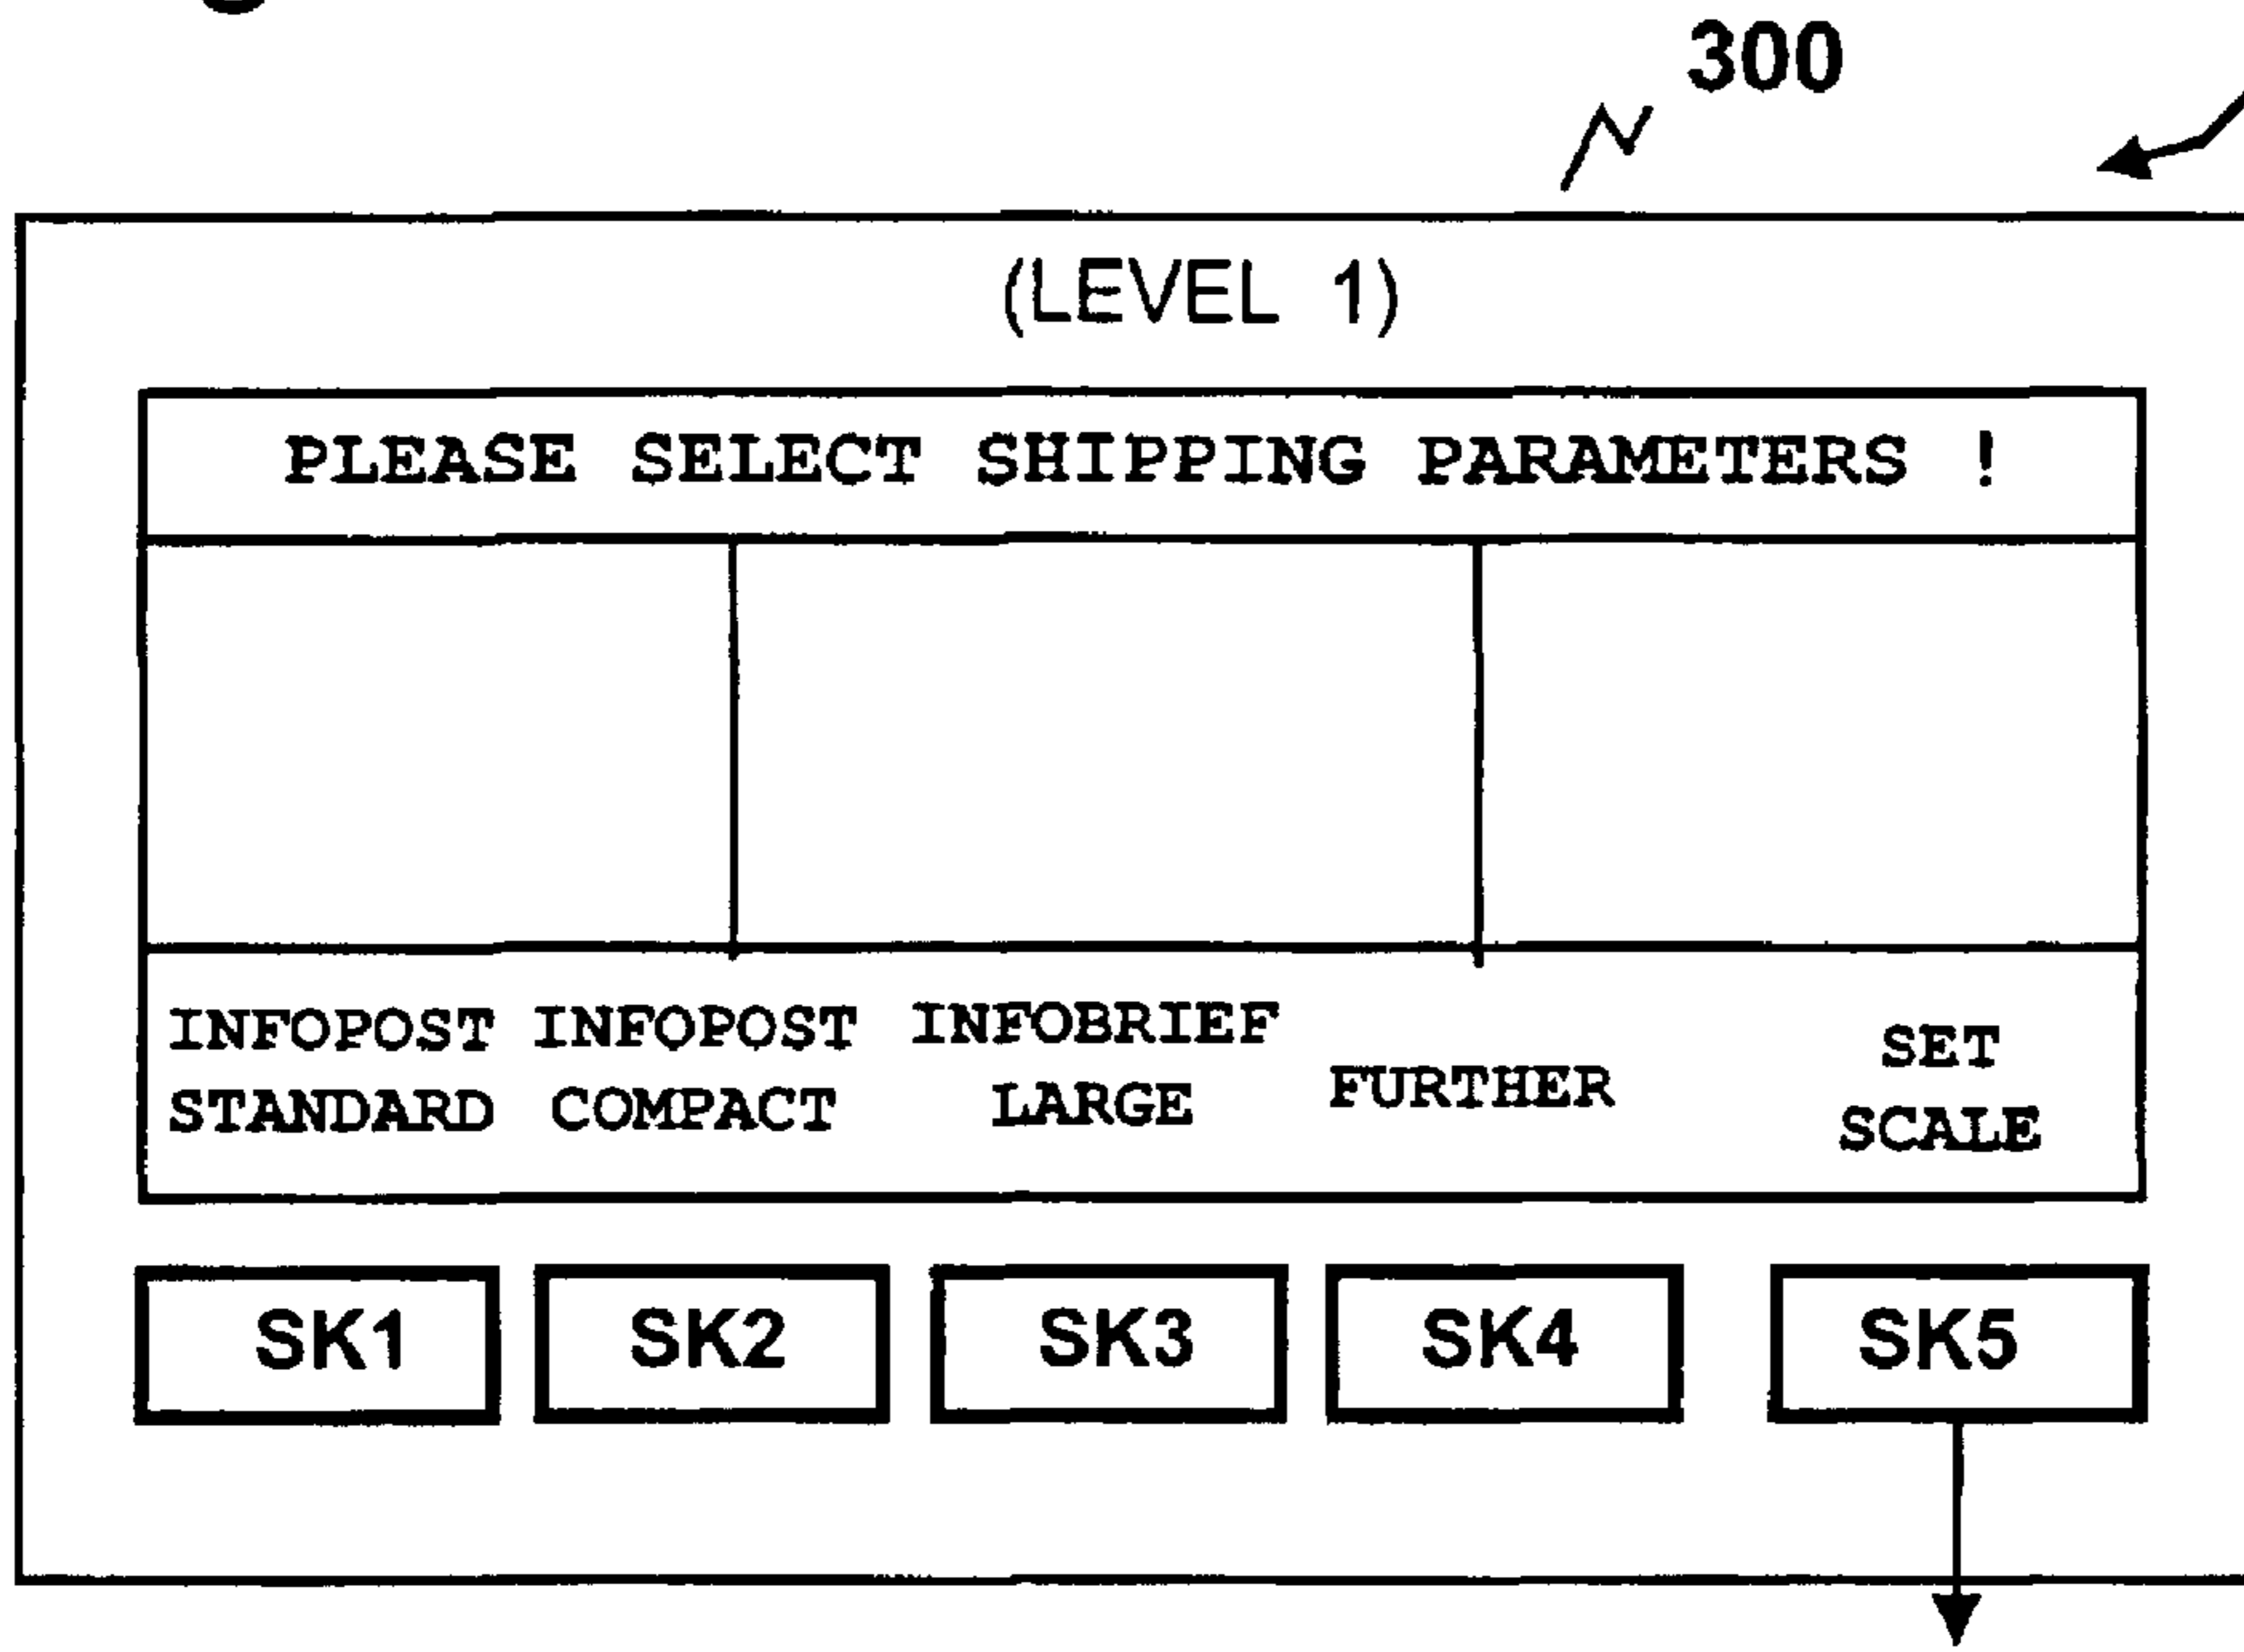 300
(LEVEL 1)
PLEASE SELECT SHIPPING PARAMETERS !
INFOPOST INFOPOST INFOBRIEF
STANDARD COMPACT LARGE FURTHER SET SCALE
SK1 SK2 SK3 SK4 SK5